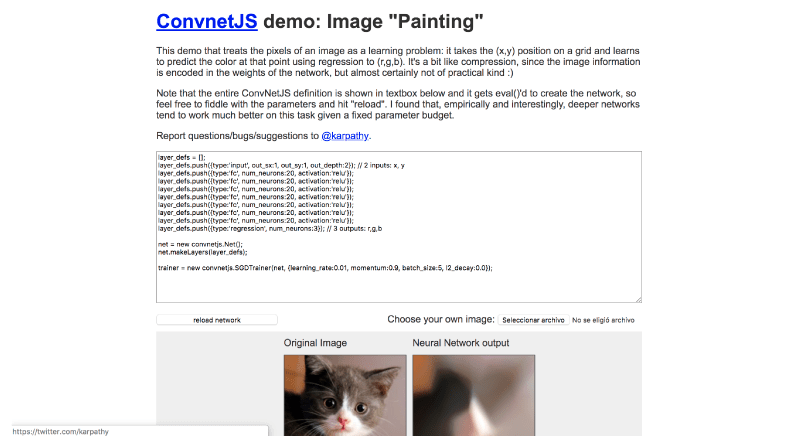 ConvnetJS demo: Image "Painting"
This demo that treats the pixels of an image as a learning problem: it takes the (x,y) position on a grid and learns
to predict the color at that point using regression to (r,g,b). It's a bit like compression, since the image information
is encoded in the weights of the network, but almost certainly not of practical kind :)
Note that the entire ConvNetJS definition is shown in textbox below and it gets eval()'d to create the network, so
feel free to fiddle with the parameters and hit "reload". I found that, empirically and interestingly, deeper networks
tend to work much better on this task given a fixed parameter budget.
Report questions/bugs/suggestions to @karpathy.
layer_defs = [];
layer_defs.push({type:'input', out_sx:1, out_sy:1, out_depth:2}); // 2 inputs: x, y
layer_defs.push({type:'fc', num_neurons:20, activation:'relu'});
layer_defs.push({type:'fc', num_neurons:20, activation:'relu'});
layer_defs.push({type:'fc', num_neurons:20, activation:'relu'});
layer_defs.push({type:'fc', num_neurons:20, activation:'relu'});
layer_defs.push({type:'fc', num_neurons:20, activation:'relu'});
layer_defs.push({type:'fc', num_neurons:20, activation:'relu'});
layer_defs.push({type:'fc', num_neurons:20, activation:'relu'});
layer_defs.push({type:'regression', num_neurons:3}); // 3 outputs: r,g,b
net = new convnetjs.Net();
net.makeLayers(layer_defs);
trainer = new convnetjs.SGDTrainer(net, {learning_rate:0.01, momentum:0.9, batch_size:5, l2_decay:0.0});
reload network
Choose your own image: Seleccionar archivo No se eligió archivo
Original Image
Neural Network output
https://twitter.com/karpathy